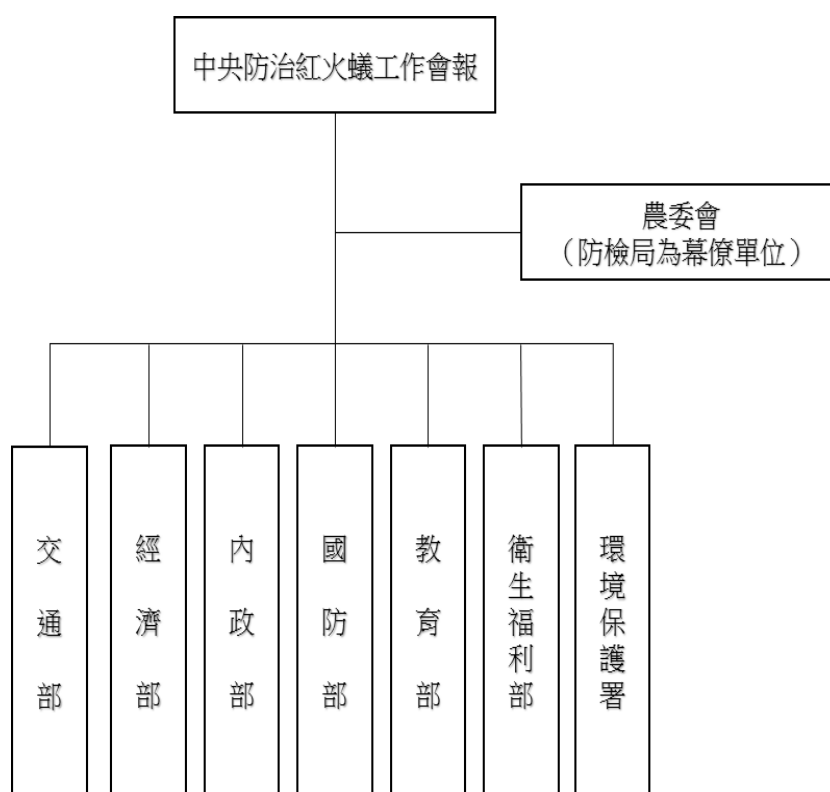 中央防治紅火蟻工作會報
農委會
（防檢局為幕僚單位）
交通部
經濟部
內政部
國防部
教育部
衛生福利部
環境保護署